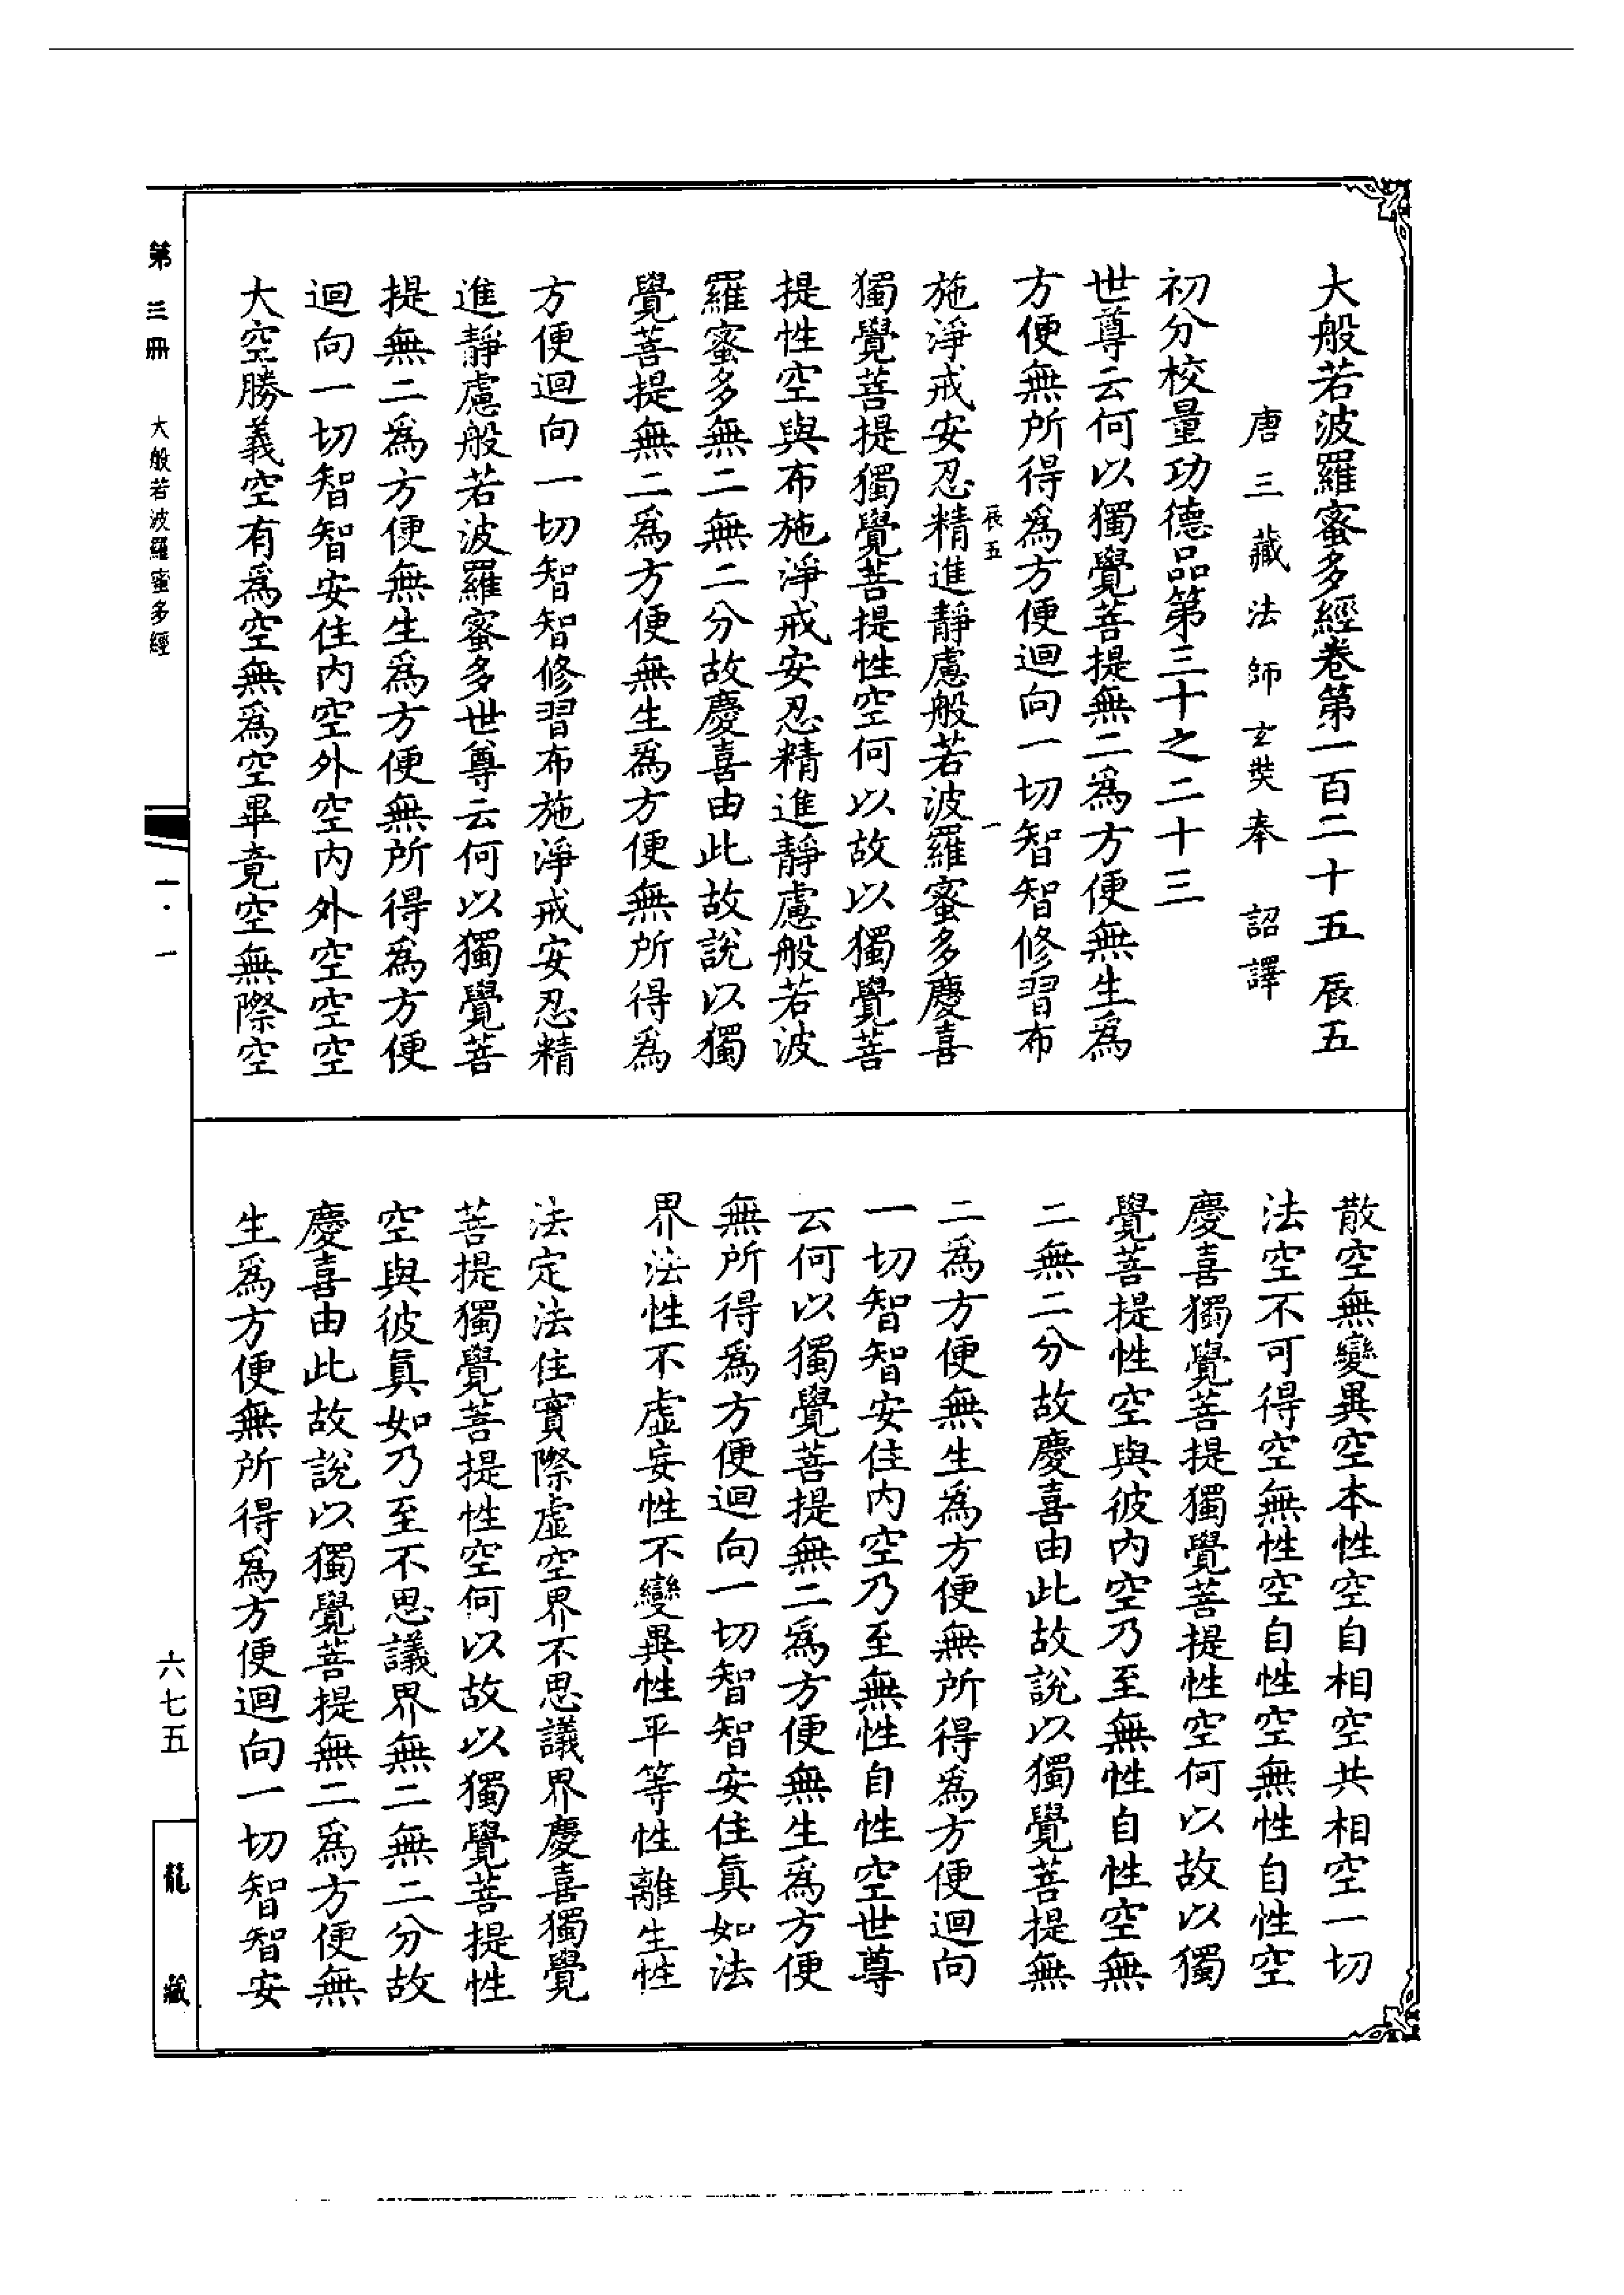 大般若波羅蜜多經卷第一百二十五 辰五
唐三藏法師玄奘奉 詔譯
初分校量功德品第三十之二十三
世尊云何以獨覺菩提無二爲方便無生爲
方便無所得爲方便迴向一切智智修習布
辰五 一
施淨戒安忍精進靜慮般若波羅蜜多慶喜
獨覺菩提獨覺菩提性空何以故以獨覺菩
提性空與布施淨戒安忍精進靜慮般若波
羅蜜多無二無二分故慶喜由此故說以獨
覺菩提無二爲方便無生爲方便無所得爲
方便迴向一切智智修習布施淨戒安忍精
進靜慮般若波羅蜜多世尊云何以獨覺菩
提無二爲方便無生爲方便無所得爲方便
迴向一切智智安住內空外空內外空空空
大空勝義空有爲空無爲空畢竟空無際空
散空無變異空本性空自相空共相空一切
法空不可得空無性空自性空無性自性空
慶喜獨覺菩提獨覺菩提性空何以故以獨
覺菩提性空與彼內空乃至無性自性空無
二無二分故慶喜由此故說以獨覺菩提無
二爲方便無生爲方便無所得爲方便迴向
一切智智安住內空乃至無性自性空世尊
云何以獨覺菩提無二爲方便無生爲方便
無所得爲方便迴向一切智智安住真如法
界法性不虛妄性不變異性平等性離生性
法定法住實際虛空界不思議界慶喜獨覺
菩提獨覺菩提性空何以故以獨覺菩提性
空與彼真如乃至不思議界無二無二分故
慶喜由此故說以獨覺菩提無二爲方便無
生爲方便無所得爲方便迴向一切智智安
第三冊 大般若波羅蜜多經
一·一
六七五
龍藏